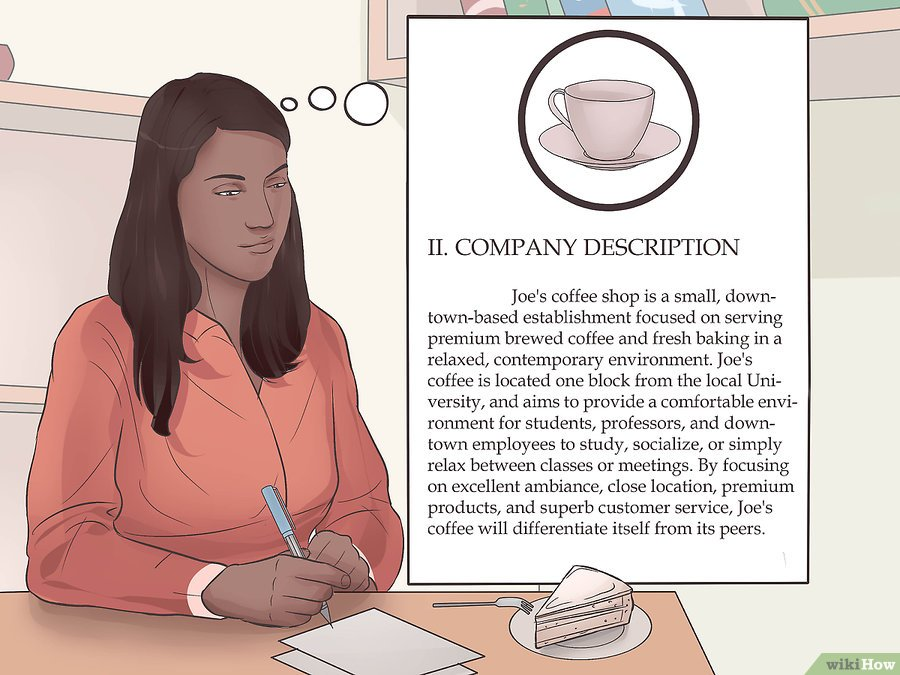 II. COMPANY DESCRIPTION
Joe's coffee shop is a small, down-
town-based establishment focused on serving
premium brewed coffee and fresh baking in a
relaxed, contemporary environment. Joe's
coffee is located one block from the local Uni-
versity, and aims to provide a comfortable envi-
ronment for students, professors, and down-
town employees to study, socialize, or simply
relax between classes or meetings. By focusing
on excellent ambiance, close location, premium
products, and superb customer service, Joe's
coffee will differentiate itself from its peers.
wikiHow